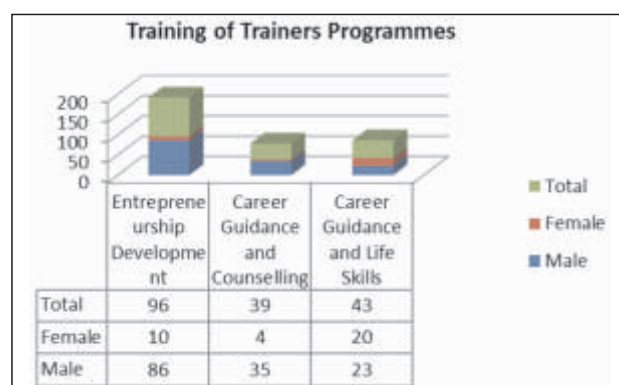 Training of Trainers Programmes
200
150
100
50
0
Entreprene
urship
Developme
nt
Career
Guidance
and
Counselling
Career
Guidance
and Life
Skills
Total 96 39 43
Female 10 4 20
Male 86 35 23
Total
Female
Male